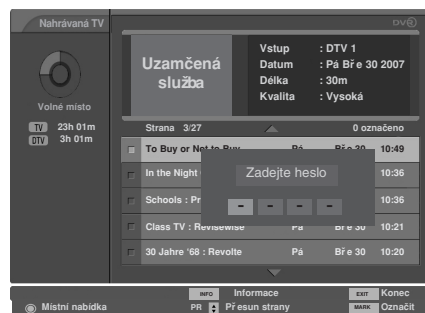 Nahrávaná TV
DVR
Volné místo
TV 23h 01m
DTV 3h 01m
Uzamčená
služba
Vstup : DTV 1
Datum : Pá Bře 30 2007
Délka : 30m
Kvalita : Vysoká
Strana 3/27 0 označeno
To Buy or Not to Buy Pá Bře 30 10:49
In the Night 10:36
Schools : Pr 10:36
Class TV : Revisewise Pá Bře 30 10:21
30 Jahre '68 : Revolte Pá Bře 30 10:20
Zadejte heslo
- - - -
INFO Informace EXIT Konec
Místní nabídka PR Přesun strany MARK Označit